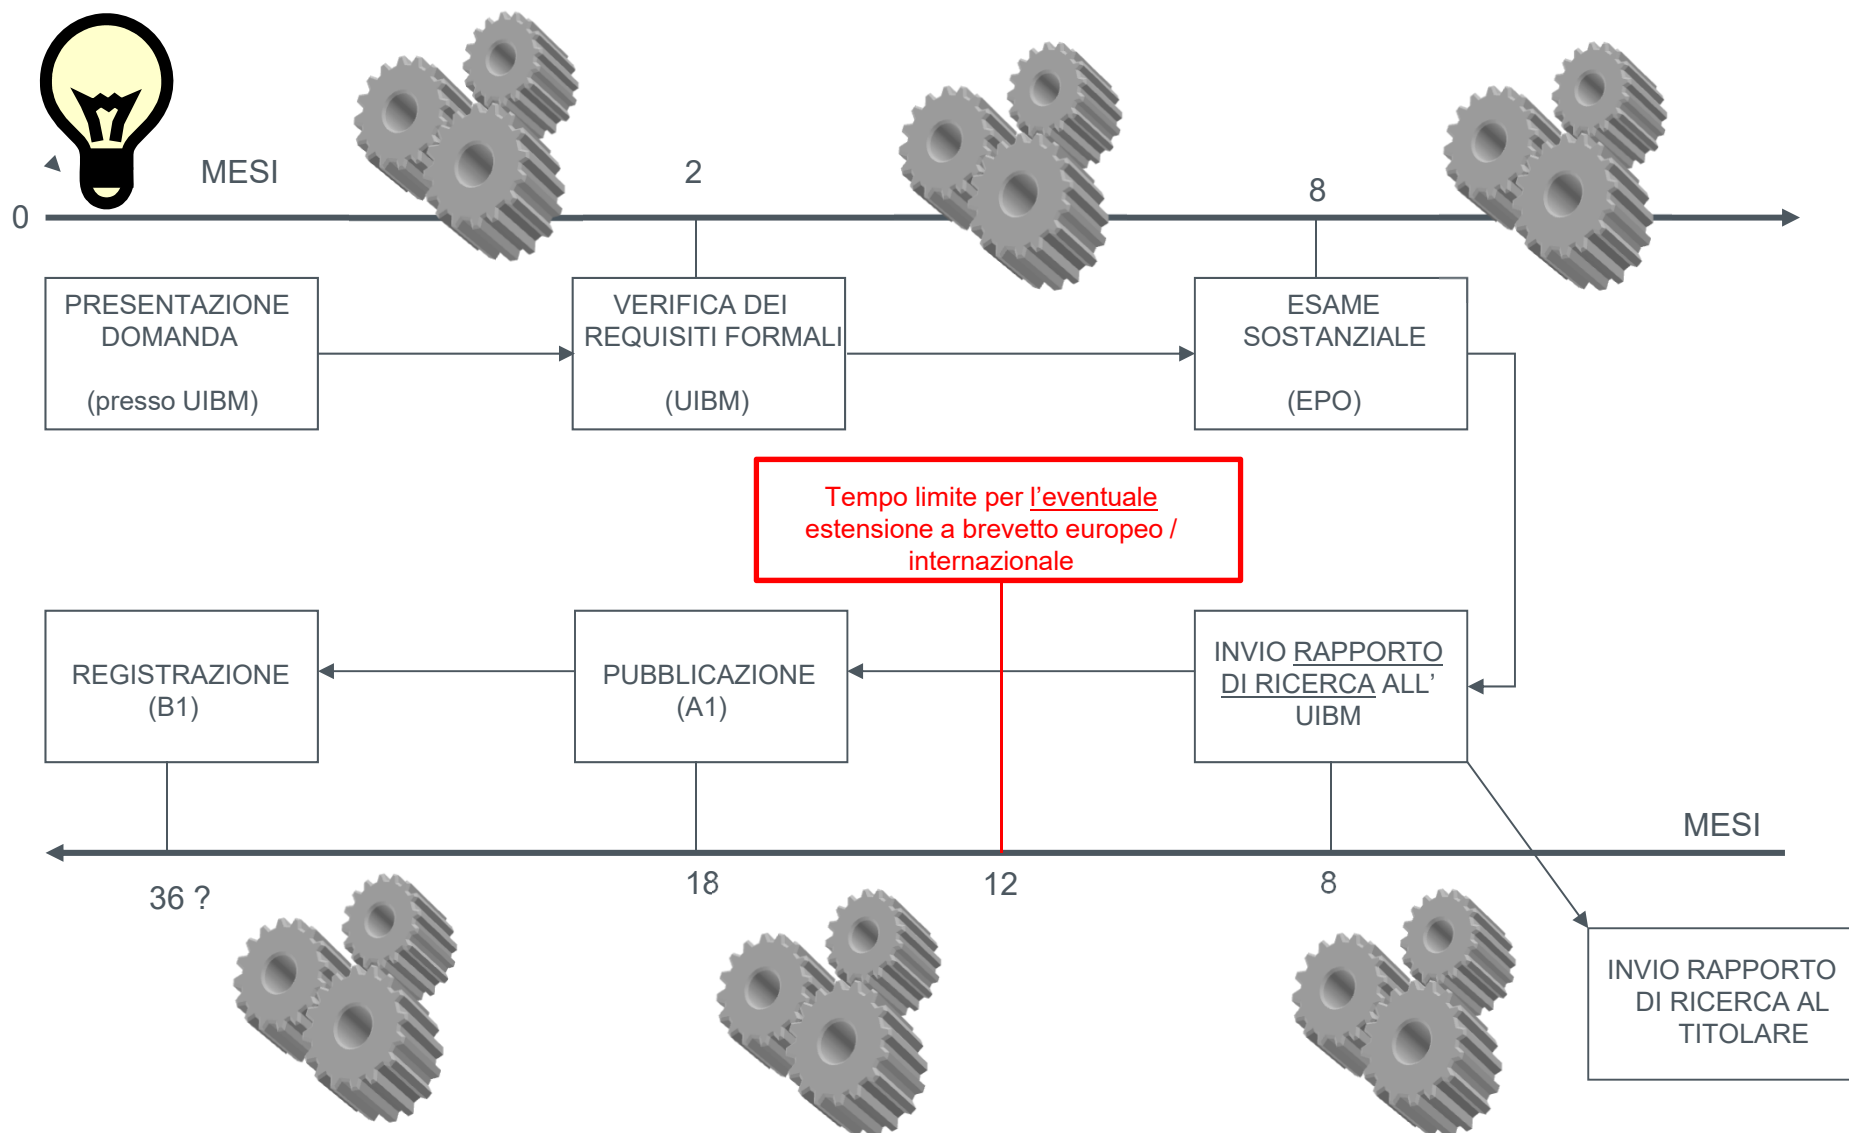 MESI
2
8
0
PRESENTAZIONE
DOMANDA
(presso UIBM)
VERIFICA DEI
REQUISITI FORMALI
(UIBM)
ESAME
SOSTANZIALE
(EPO)
Tempo limite per l’eventuale
estensione a brevetto europeo /
internazionale
REGISTRAZIONE
(B1)
PUBBLICAZIONE
(A1)
INVIO RAPPORTO
DI RICERCA ALL’
UIBM
MESI
36 ?
18
12
8
INVIO RAPPORTO
DI RICERCA AL
TITOLARE